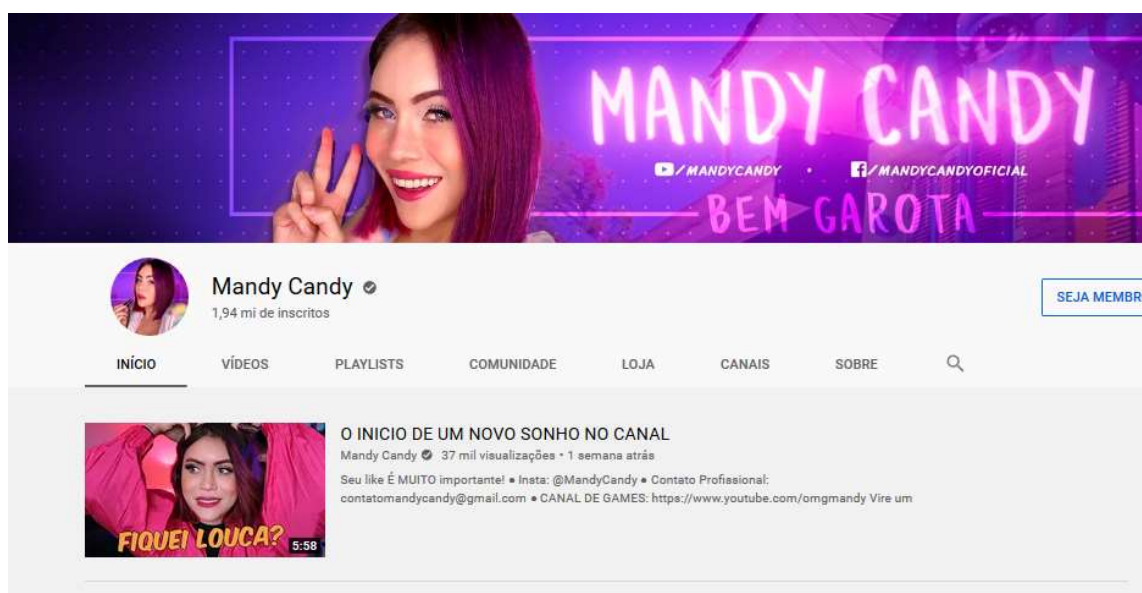 MANDY CANDY
/MANDYCANDY • /MANDYCANDYOFICIAL
BEM GAROTA
Mandy Candy
1,94 mi de inscritos
SEJA MEMBR
INÍCIO VÍDEOS PLAYLISTS COMUNIDADE LOJA CANAIS SOBRE
FIQUEI LOUCA?
5:58
O INICIO DE UM NOVO SONHO NO CANAL
Mandy Candy 37 mil visualizações • 1 semana atrás
Seu like É MUITO importante! ● Insta: @MandyCandy ● Contato Profissional:
contatomandycandy@gmail.com ● CANAL DE GAMES: https://www.youtube.com/omgmandy Vire um